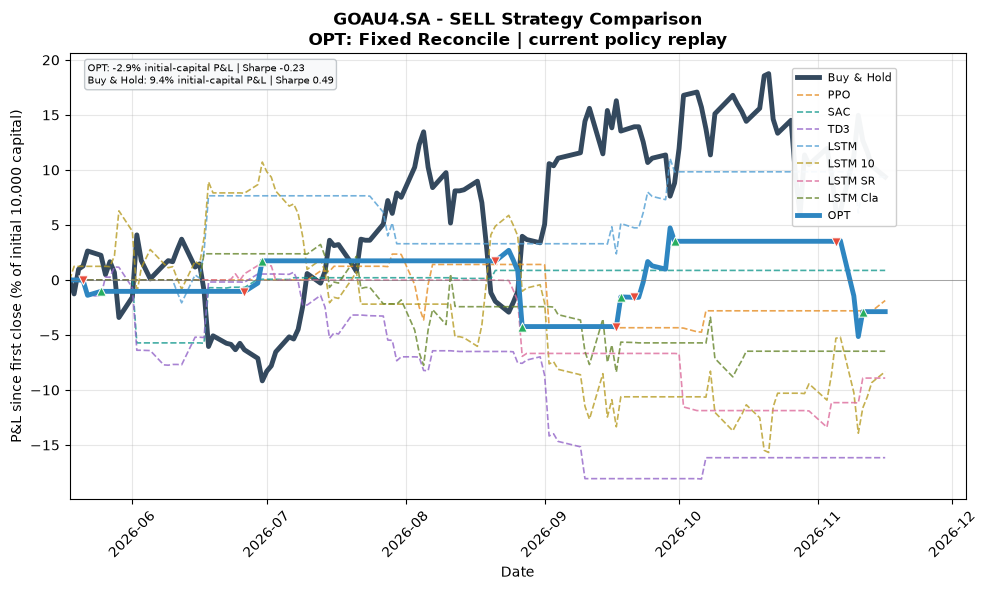 GOAU4.SA - SELL Strategy Comparison
OPT: Fixed Reconcile | current policy replay
OPT: -2.9% initial-capital P&L | Sharpe -0.23
Buy & Hold: 9.4% initial-capital P&L | Sharpe 0.49
Buy & Hold
PPO
SAC
TD3
LSTM
LSTM 10
LSTM SR
LSTM Cla
OPT
P&L since first close (% of initial 10,000 capital)
20
15
10
5
0
−5
−10
−15
2026-06
2026-07
2026-08
2026-09
2026-10
2026-11
2026-12
Date